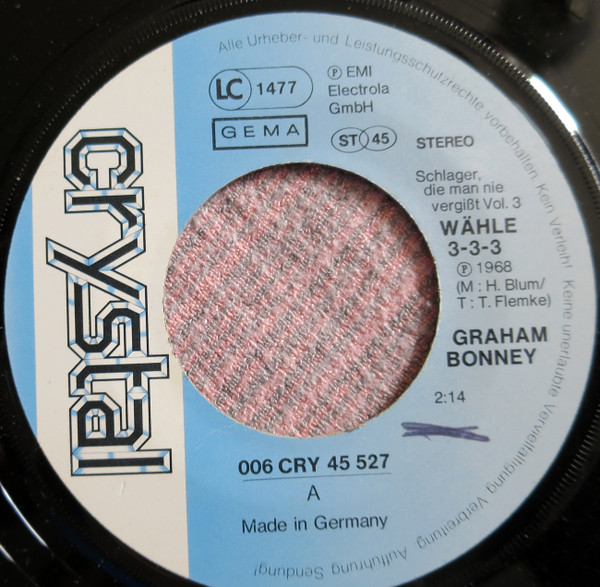 Alle Urheber- und Leistungsschutzrechte vorbehalten. Kein Verleih! Keine unerlaubte Vervielfältigung, Verbreitung, Aufführung, Sendung!
crystal
LC 1477
GEMA
℗ EMI
Electrola
GmbH
ST 45
STEREO
Schlager,
die man nie
vergißt Vol. 3
WÄHLE
3-3-3
℗ 1968
(M : H. Blum/
T : T. Flemke)
GRAHAM
BONNEY
2:14
006 CRY 45 527
A
Made in Germany